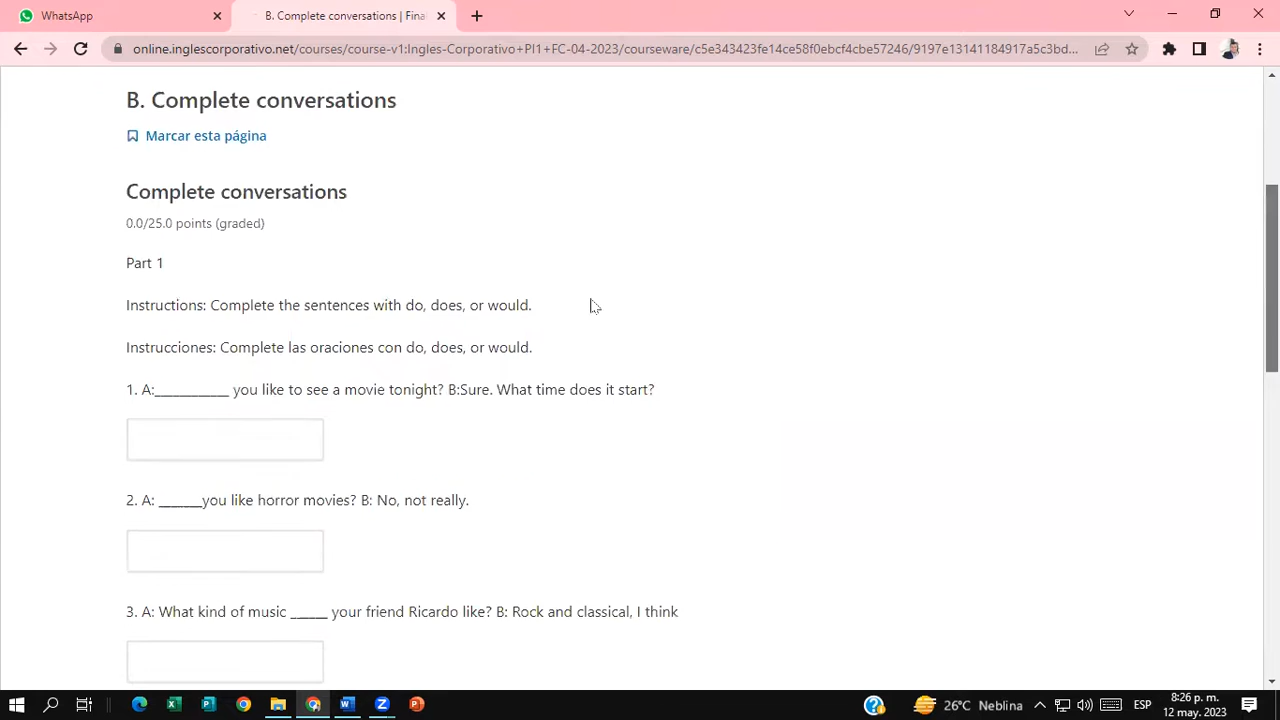 WhatsApp
B. Complete conversations | Fina
online.inglescorporativo.net/courses/course-v1:Ingles-Corporativo+PI1+FC-04-2023/courseware/c5e343423fe14ce58f0ebcf4cbe57246/9197e13141184917a5c3bd...
B. Complete conversations
Marcar esta página
Complete conversations
0.0/25.0 points (graded)
Part 1
Instructions: Complete the sentences with do, does, or would.
Instrucciones: Complete las oraciones con do, does, or would.
1. A:___________ you like to see a movie tonight? B:Sure. What time does it start?
2. A: _______you like horror movies? B: No, not really.
3. A: What kind of music ______ your friend Ricardo like? B: Rock and classical, I think
26°C Neblina
ESP
8:26 p. m.
12 may. 2023